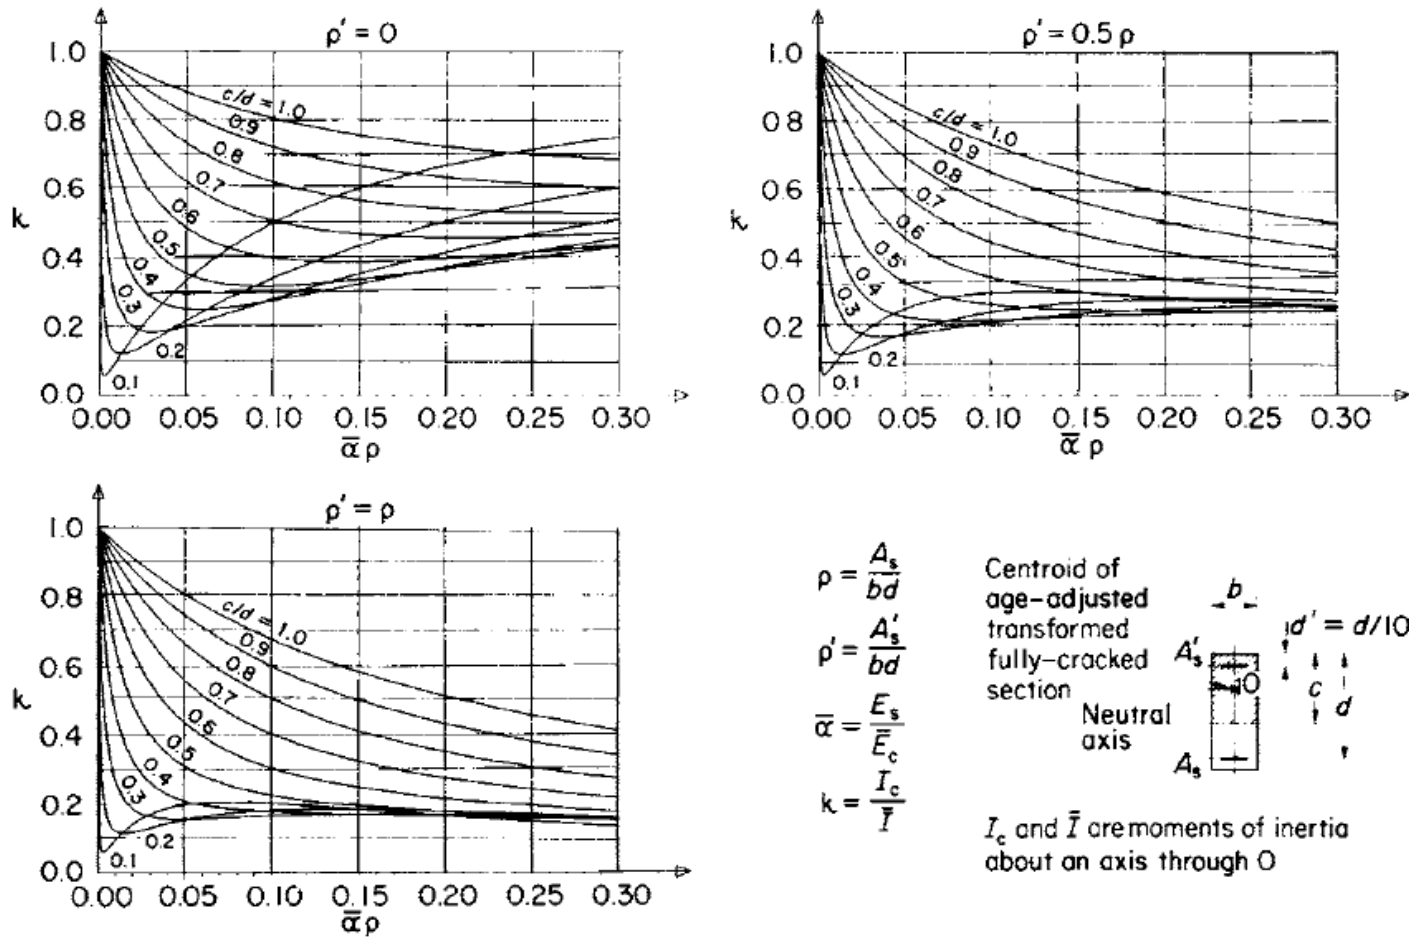 ρ′ = 0
1.0
0.8
0.6
k
0.4
0.2
0.0
c/d = 1.0
0.9
0.8
0.7
0.6
0.5
0.4
0.3
0.2
0.1
0.00 0.05 0.10 0.15 0.20 0.25 0.30
ᾱρ
ρ′ = 0.5 ρ
1.0
0.8
0.6
k
0.4
0.2
0.0
c/d = 1.0
0.9
0.8
0.7
0.6
0.5
0.4
0.3
0.2
0.1
0.00 0.05 0.10 0.15 0.20 0.25 0.30
ᾱρ
ρ′ = ρ
1.0
0.8
0.6
k
0.4
0.2
0.0
c/d = 1.0
0.9
0.8
0.7
0.6
0.5
0.4
0.3
0.2
0.1
0.00 0.05 0.10 0.15 0.20 0.25 0.30
ᾱρ
ρ = A_s / bd
ρ′ = A′_s / bd
ᾱ = E_s / Ē_c
k = I_c / Ī
Centroid of
age-adjusted
transformed
fully-cracked
section
Neutral
axis
b
d′ = d/10
A′_s
O
c
d
A_s
I_c and Ī are moments of inertia
about an axis through O